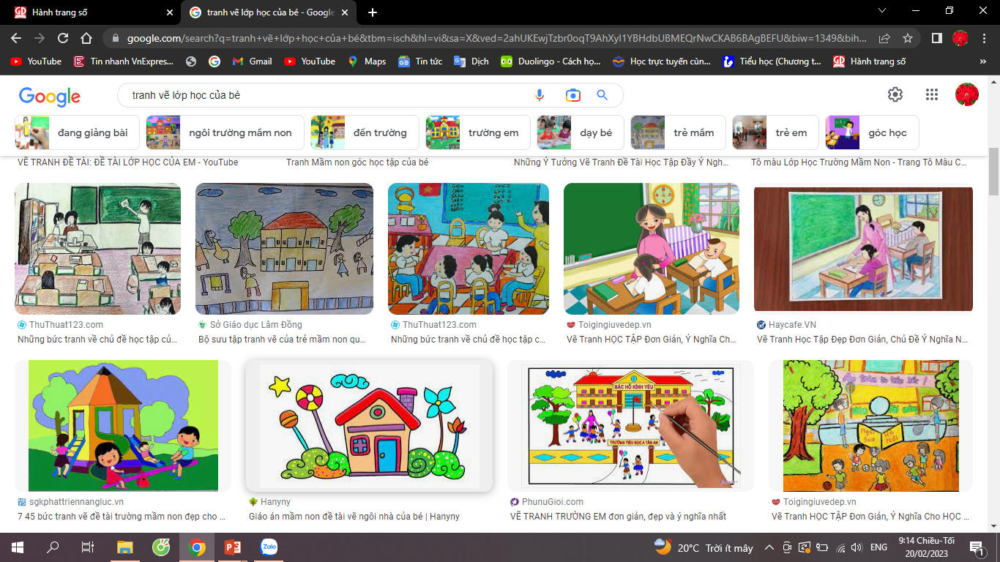 Hành trang số
tranh vẽ lớp học của bé - Google
google.com/search?q=tranh+vẽ+lớp+học+của+bé&tbm=isch&hl=vi&sa=X&ved=2ahUKEwjTzbr0oqT9AhXyI1YBHdbUBMEQrNwCKAB6BAgBEFU&biw=1349&bih...
YouTube
Tin nhanh VnExpres...
Gmail
YouTube
Maps
Tin tức
Dịch
Duolingo - Cách họ...
Học trực tuyến cùn...
Tiểu học (Chương t...
Hành trang số
Google
tranh vẽ lớp học của bé
đang giảng bài
ngôi trường mầm non
đến trường
trường em
dạy bé
trẻ mầm
trẻ em
góc học
VẼ TRANH ĐỀ TÀI: ĐỀ TÀI LỚP HỌC CỦA EM - YouTube
Tranh Mầm non góc học tập của bé
Những Ý Tưởng Vẽ Tranh Đề Tài Học Tập Đầy Ý Ngh...
Tô màu Lớp Học Trường Mầm Non - Trang Tô Màu C...
ThuThuat123.com
Những bức tranh về chủ đề học tập củ...
Sở Giáo dục Lâm Đồng
Bộ sưu tập tranh vẽ của trẻ mầm non qu...
ThuThuat123.com
Những bức tranh về chủ đề học tập c...
Toigingiuvedep.vn
Vẽ Tranh HỌC TẬP Đơn Giản, Ý Nghĩa Ch...
Haycafe.VN
Vẽ Tranh Học Tập Đẹp Đơn Giản, Chủ Đề Ý Nghĩa N...
BÁC HỒ KÍNH YÊU
TRƯỜNG TIỂU HỌC A TÂN AN
sgkphattriennangluc.vn
7 45 bức tranh vẽ đề tài trường mầm non đẹp cho ...
Hanyny
Giáo án mầm non đề tài vẽ ngôi nhà của bé | Hanyny
PhunuGioi.com
VẼ TRANH TRƯỜNG EM đơn giản, đẹp và ý nghĩa nhất
Toigingiuvedep.vn
Vẽ Tranh HỌC TẬP Đơn Giản, Ý Nghĩa Cho HỌC ...
Zalo
20°C Trời ít mây
ENG
9:14 Chiều-Tối
20/02/2023
1